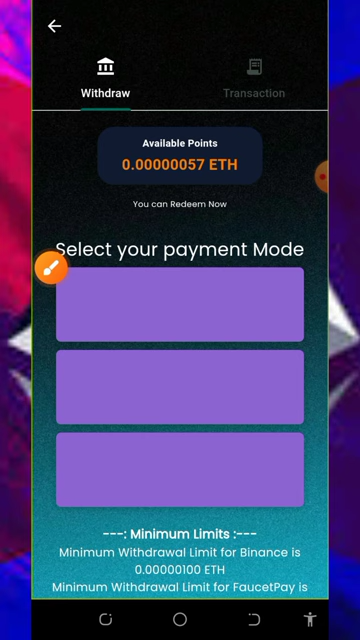 Withdraw
Transaction
Available Points
0.00000057 ETH
You can Redeem Now
Select your payment Mode
---: Minimum Limits :---
Minimum Withdrawal Limit for Binance is
0.00000100 ETH
Minimum Withdrawal Limit for FaucetPay is